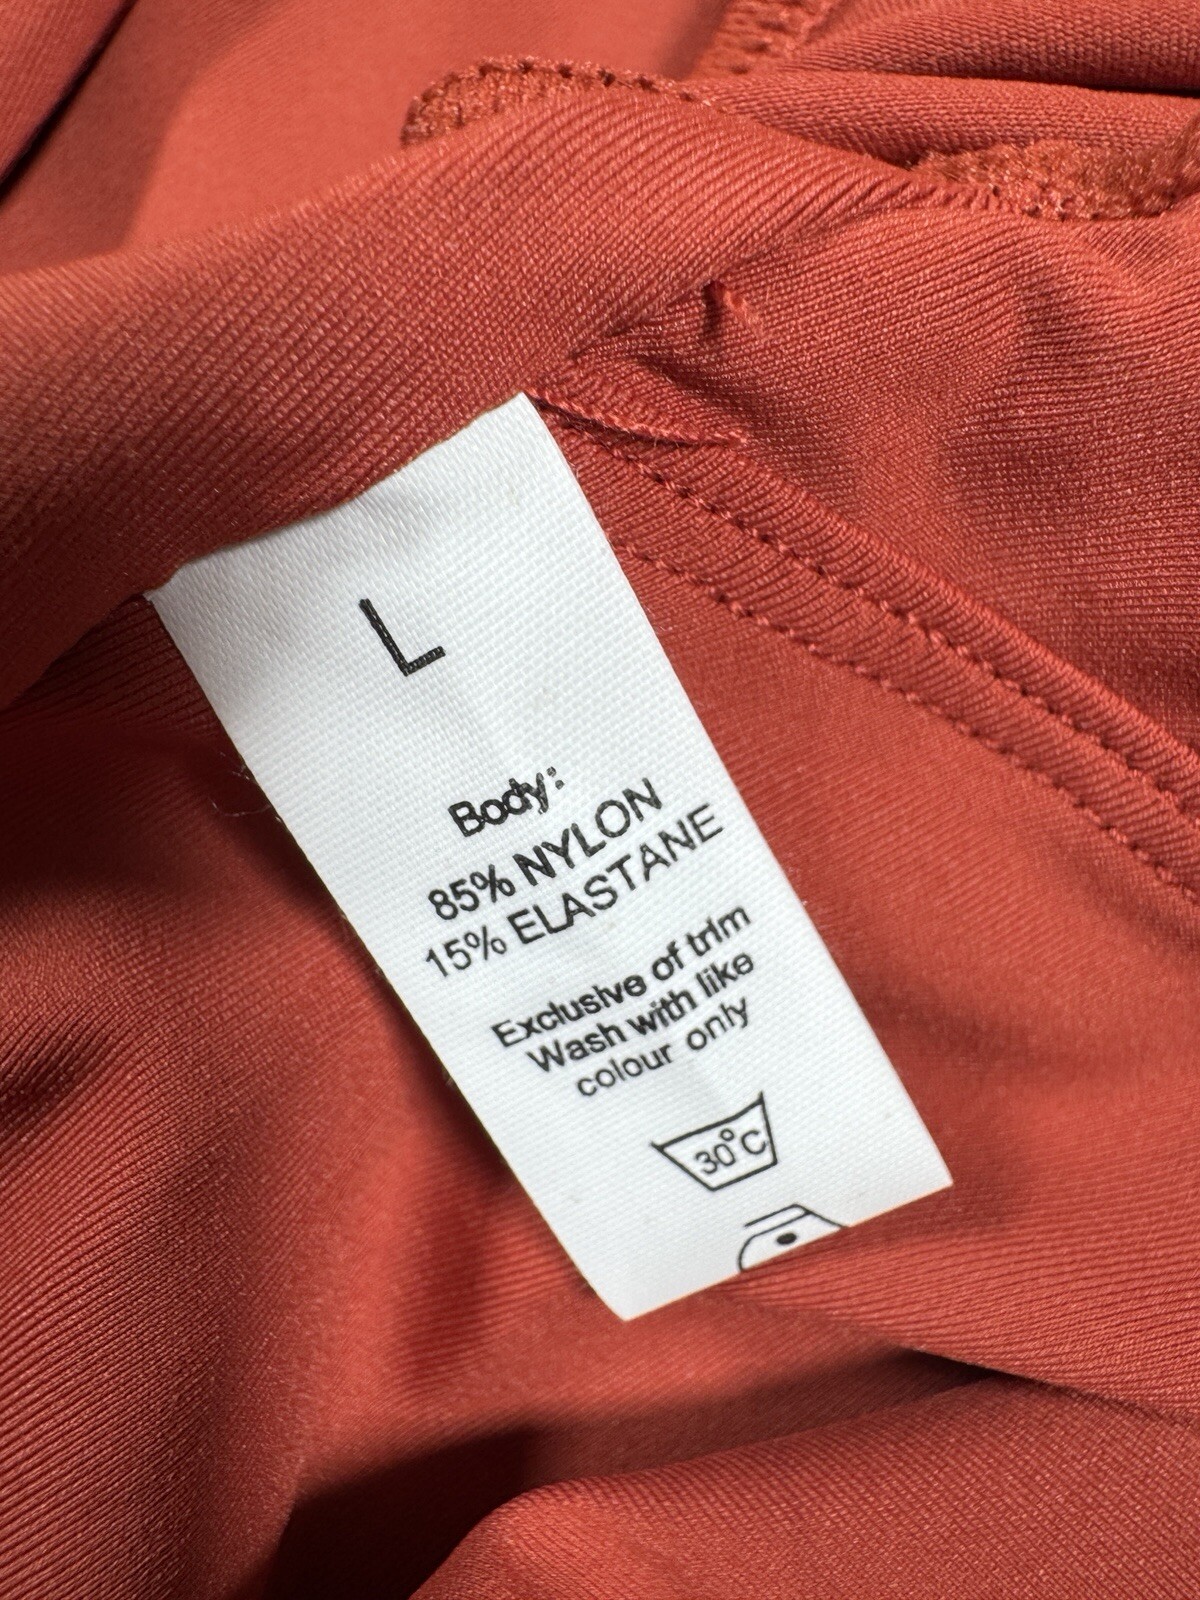 L
Body:
85% NYLON
15% ELASTANE
Exclusive of trim
Wash with like
colour only
30°C